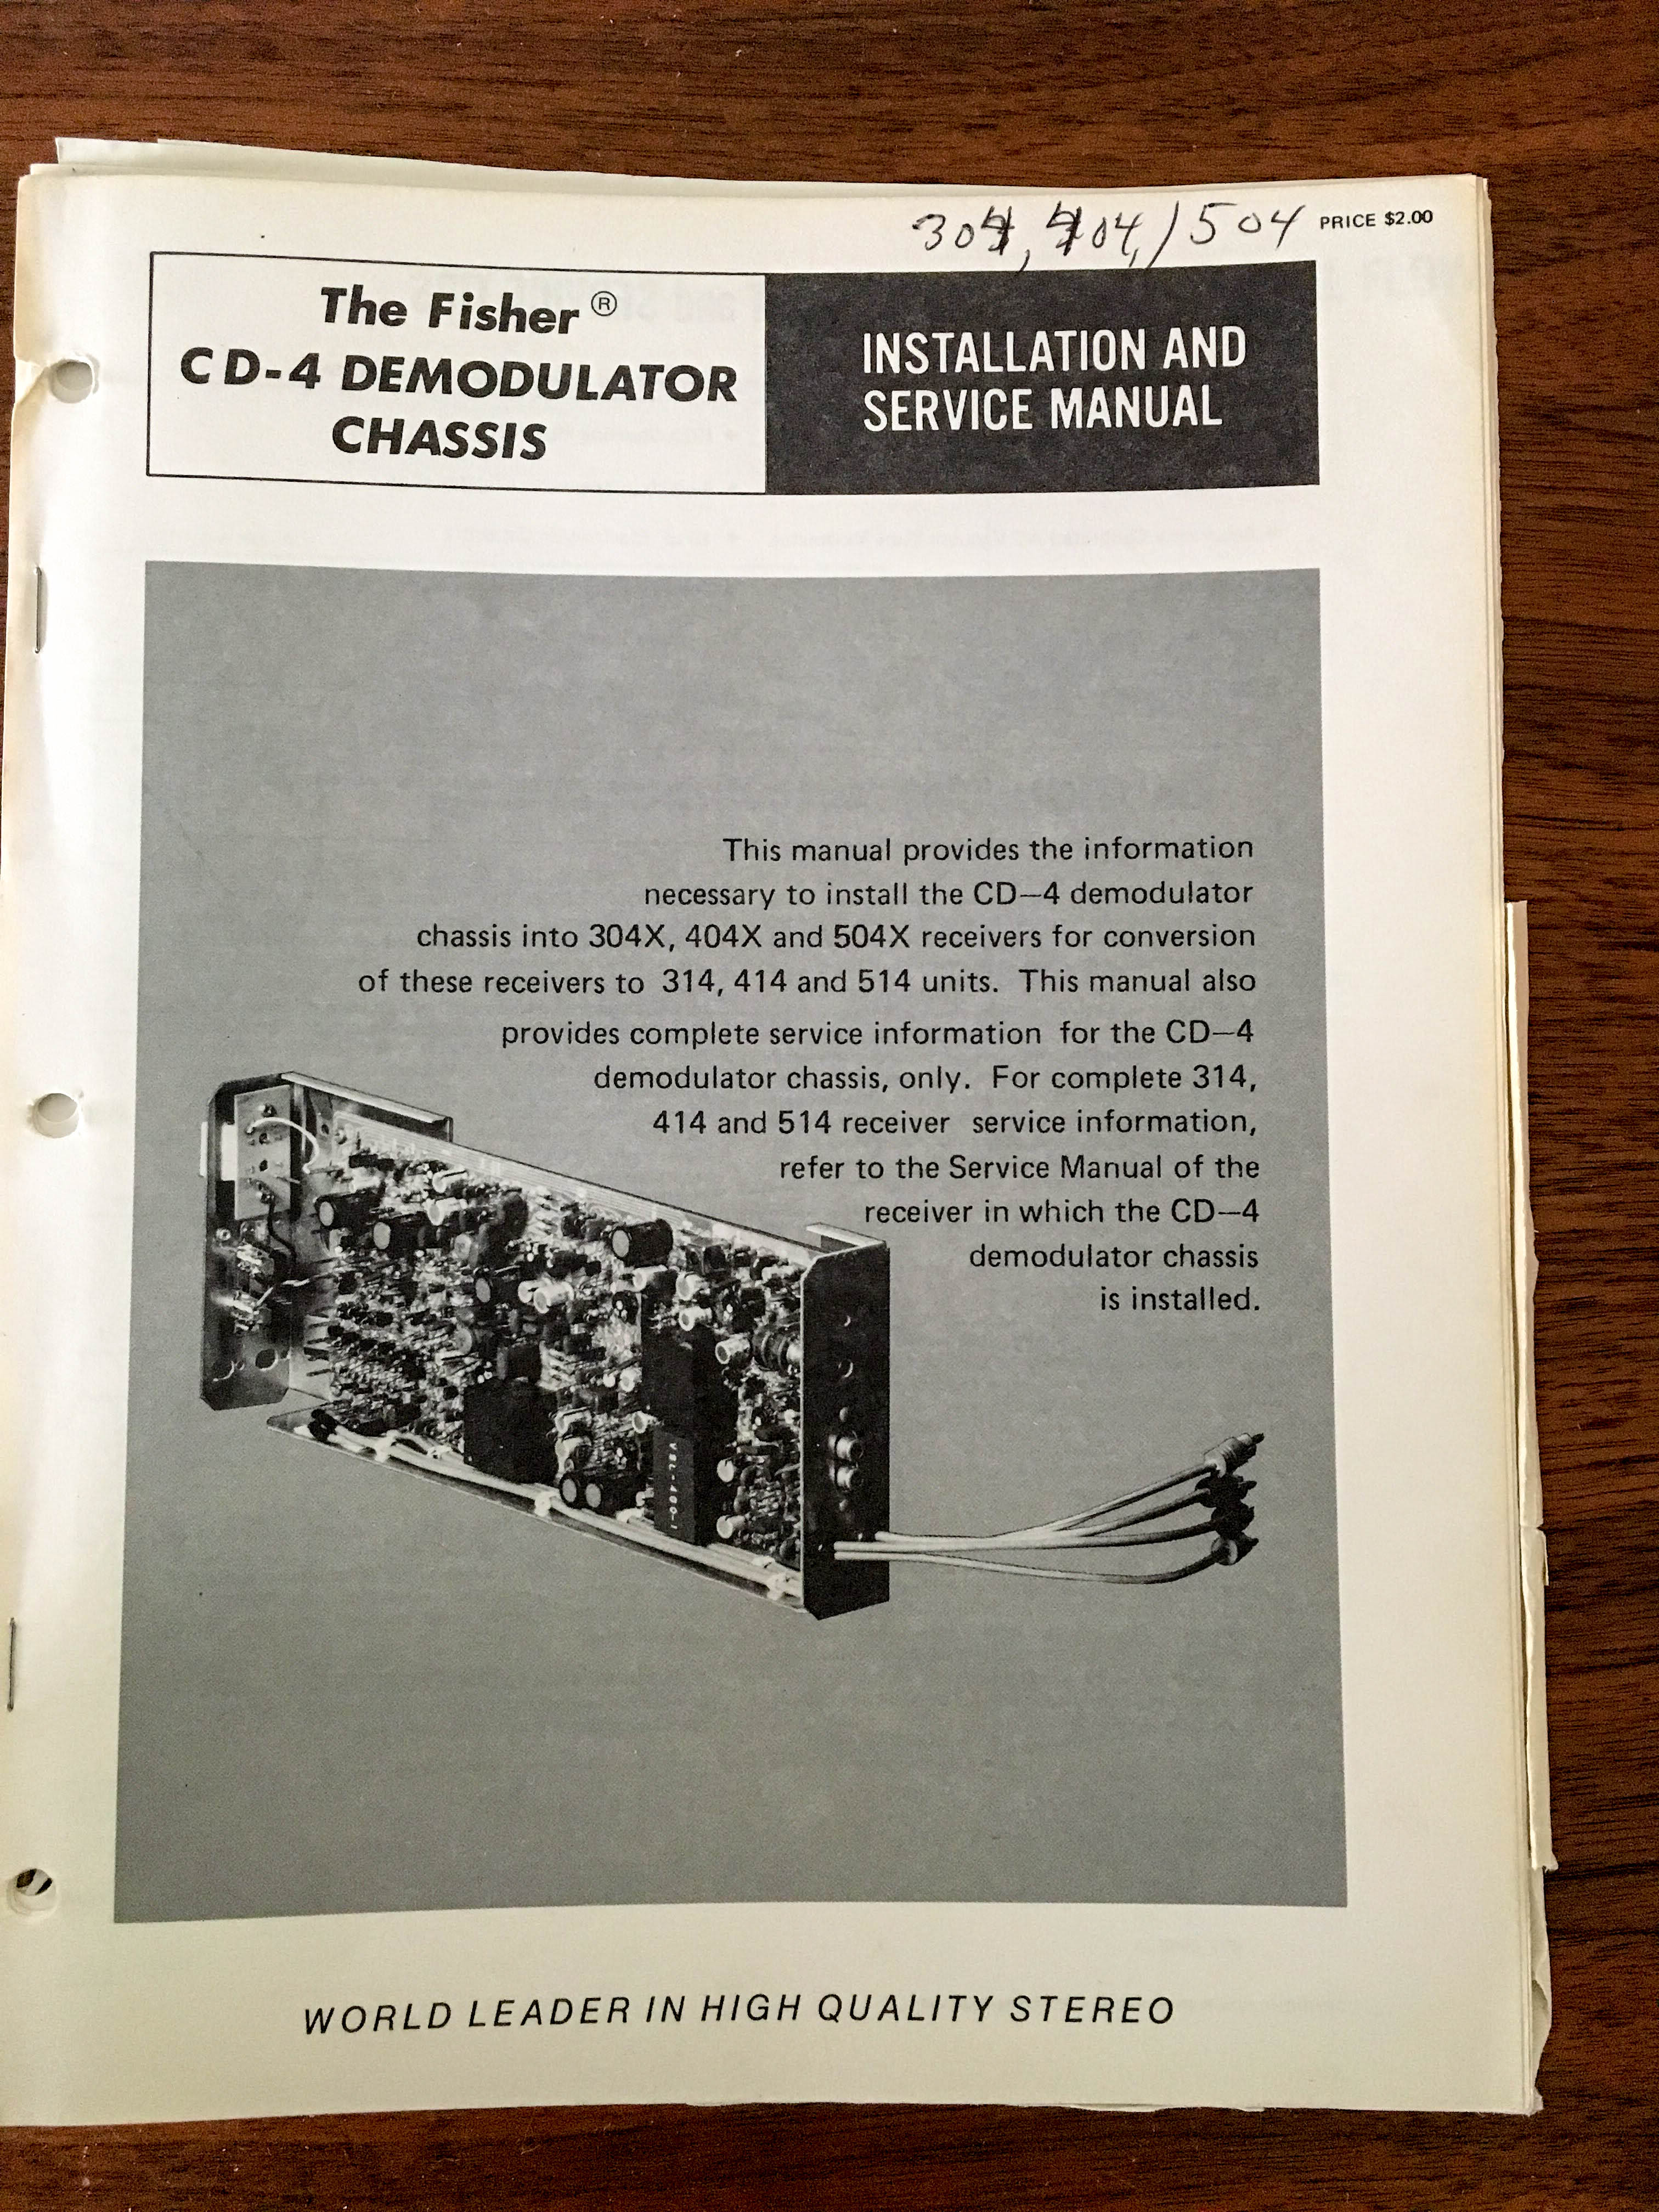 304, 404, / 504 PRICE $2.00
The Fisher ®
CD-4 DEMODULATOR
CHASSIS
INSTALLATION AND
SERVICE MANUAL
This manual provides the information
necessary to install the CD—4 demodulator
chassis into 304X, 404X and 504X receivers for conversion
of these receivers to 314, 414 and 514 units. This manual also
provides complete service information for the CD—4
demodulator chassis, only. For complete 314,
414 and 514 receiver service information,
refer to the Service Manual of the
receiver in which the CD—4
demodulator chassis
is installed.
WORLD LEADER IN HIGH QUALITY STEREO